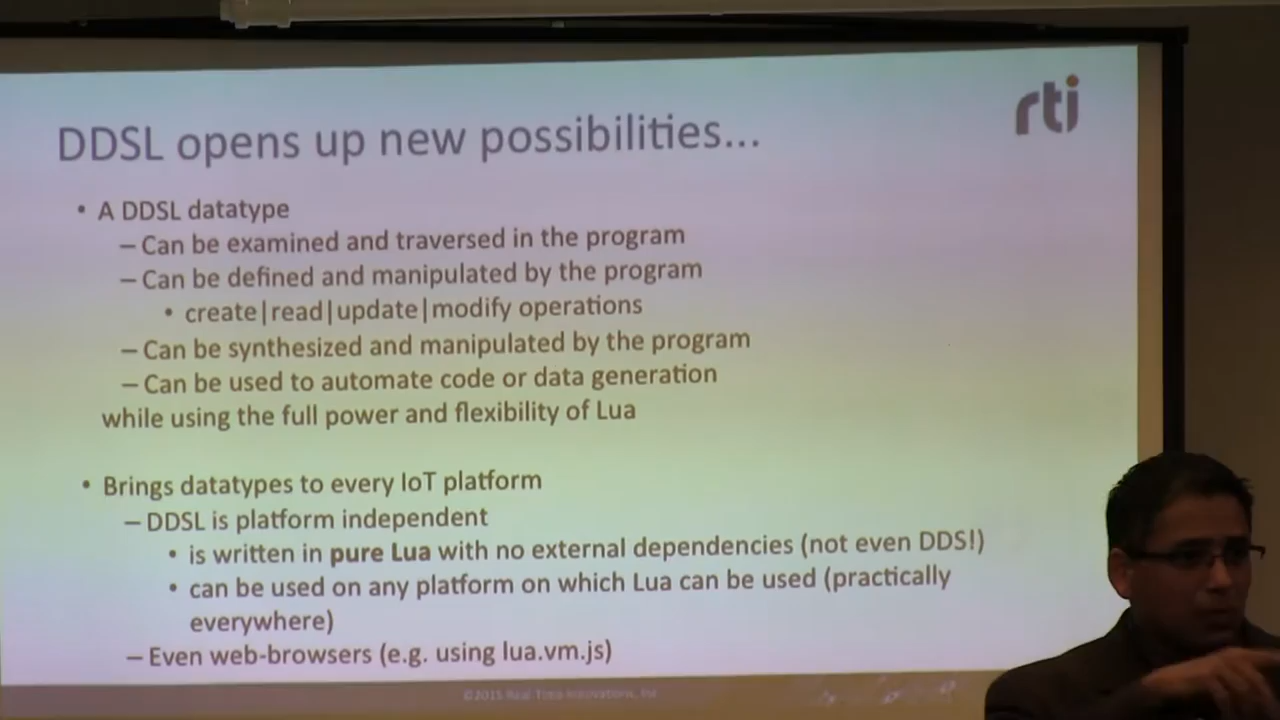 rti
DDSL opens up new possibilities...
• A DDSL datatype
– Can be examined and traversed in the program
– Can be defined and manipulated by the program
• create|read|update|modify operations
– Can be synthesized and manipulated by the program
– Can be used to automate code or data generation
while using the full power and flexibility of Lua
• Brings datatypes to every IoT platform
– DDSL is platform independent
• is written in pure Lua with no external dependencies (not even DDS!)
• can be used on any platform on which Lua can be used (practically
everywhere)
– Even web-browsers (e.g. using lua.vm.js)
©2015 Real-Time Innovations, Inc